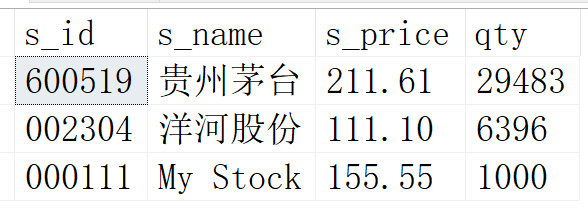 s_id s_name s_price qty
600519 贵州茅台 211.61 29483
002304 洋河股份 111.10 6396
000111 My Stock 155.55 1000